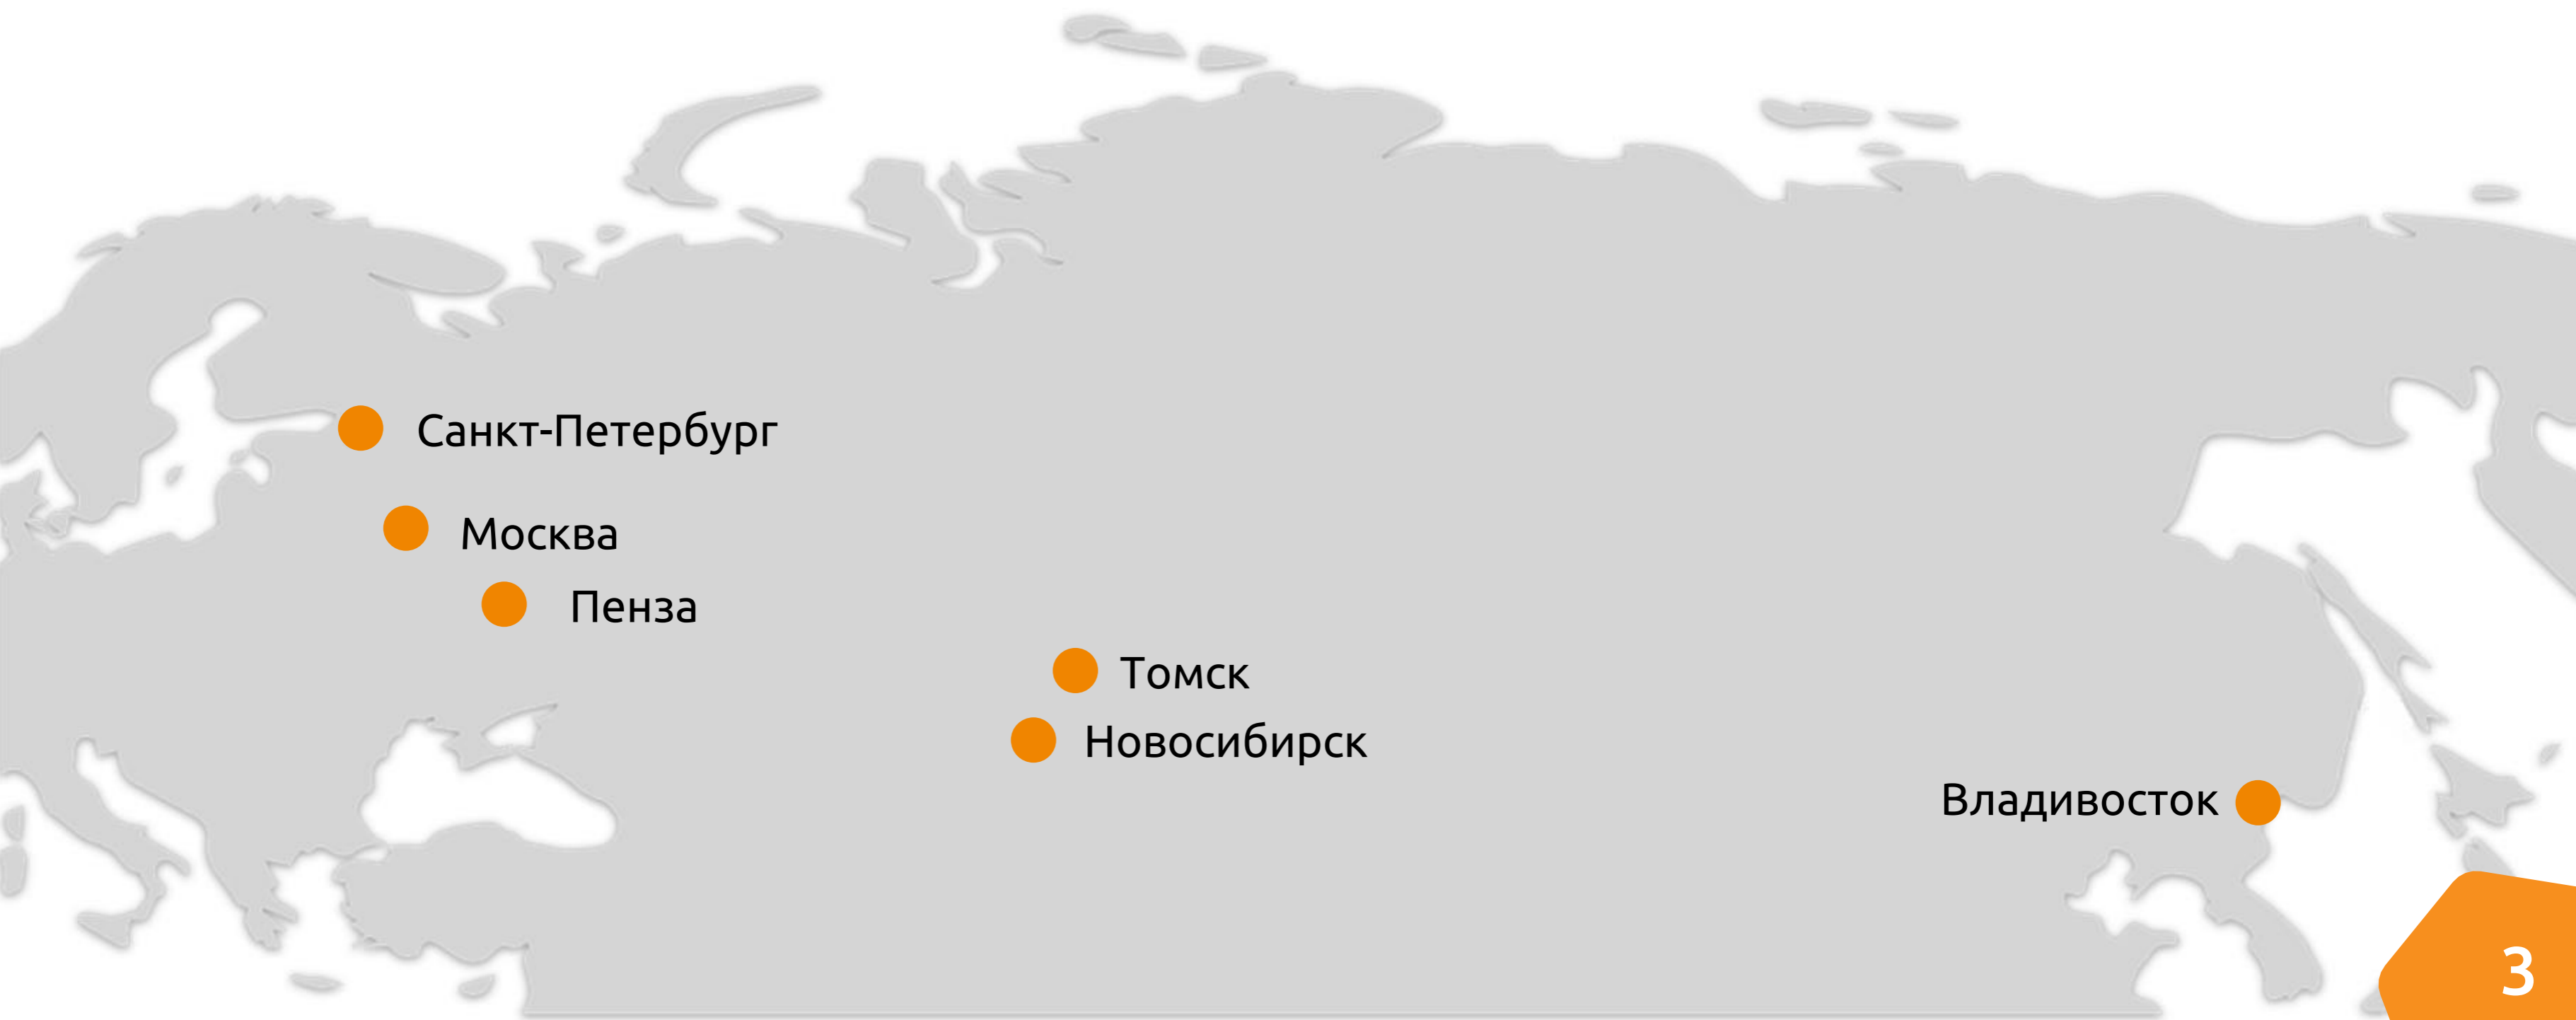 Санкт-Петербург
Москва
Пенза
Томск
Новосибирск
Владивосток
3